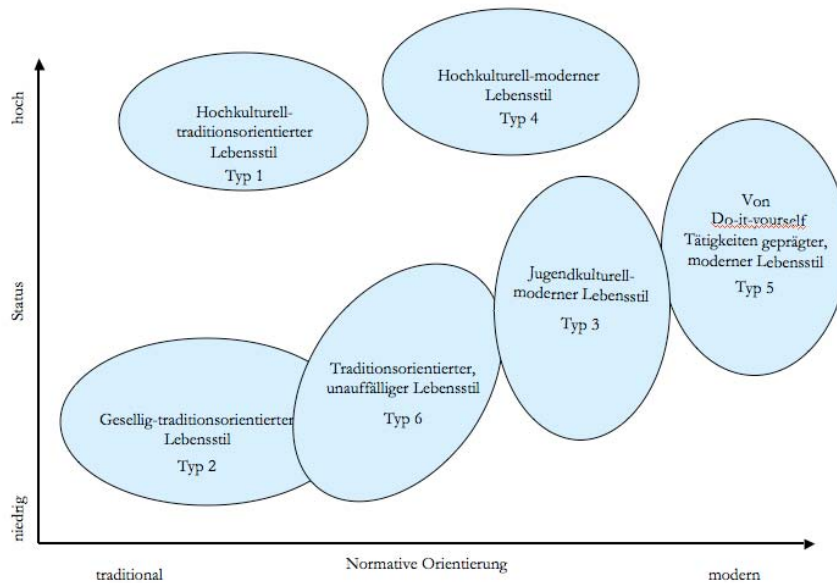 hoch
Status
niedrig
Hochkulturell-
traditionsorientierter
Lebensstil
Typ 1
Hochkulturell-moderner
Lebensstil
Typ 4
Von
Do-it-yourself
Tätigkeiten geprägter,
moderner Lebensstil
Typ 5
Jugendkulturell-
moderner Lebensstil
Typ 3
Traditionsorientierter,
unauffälliger Lebensstil
Typ 6
Gesellig-traditionsorientierter
Lebensstil
Typ 2
traditional
Normative Orientierung
modern